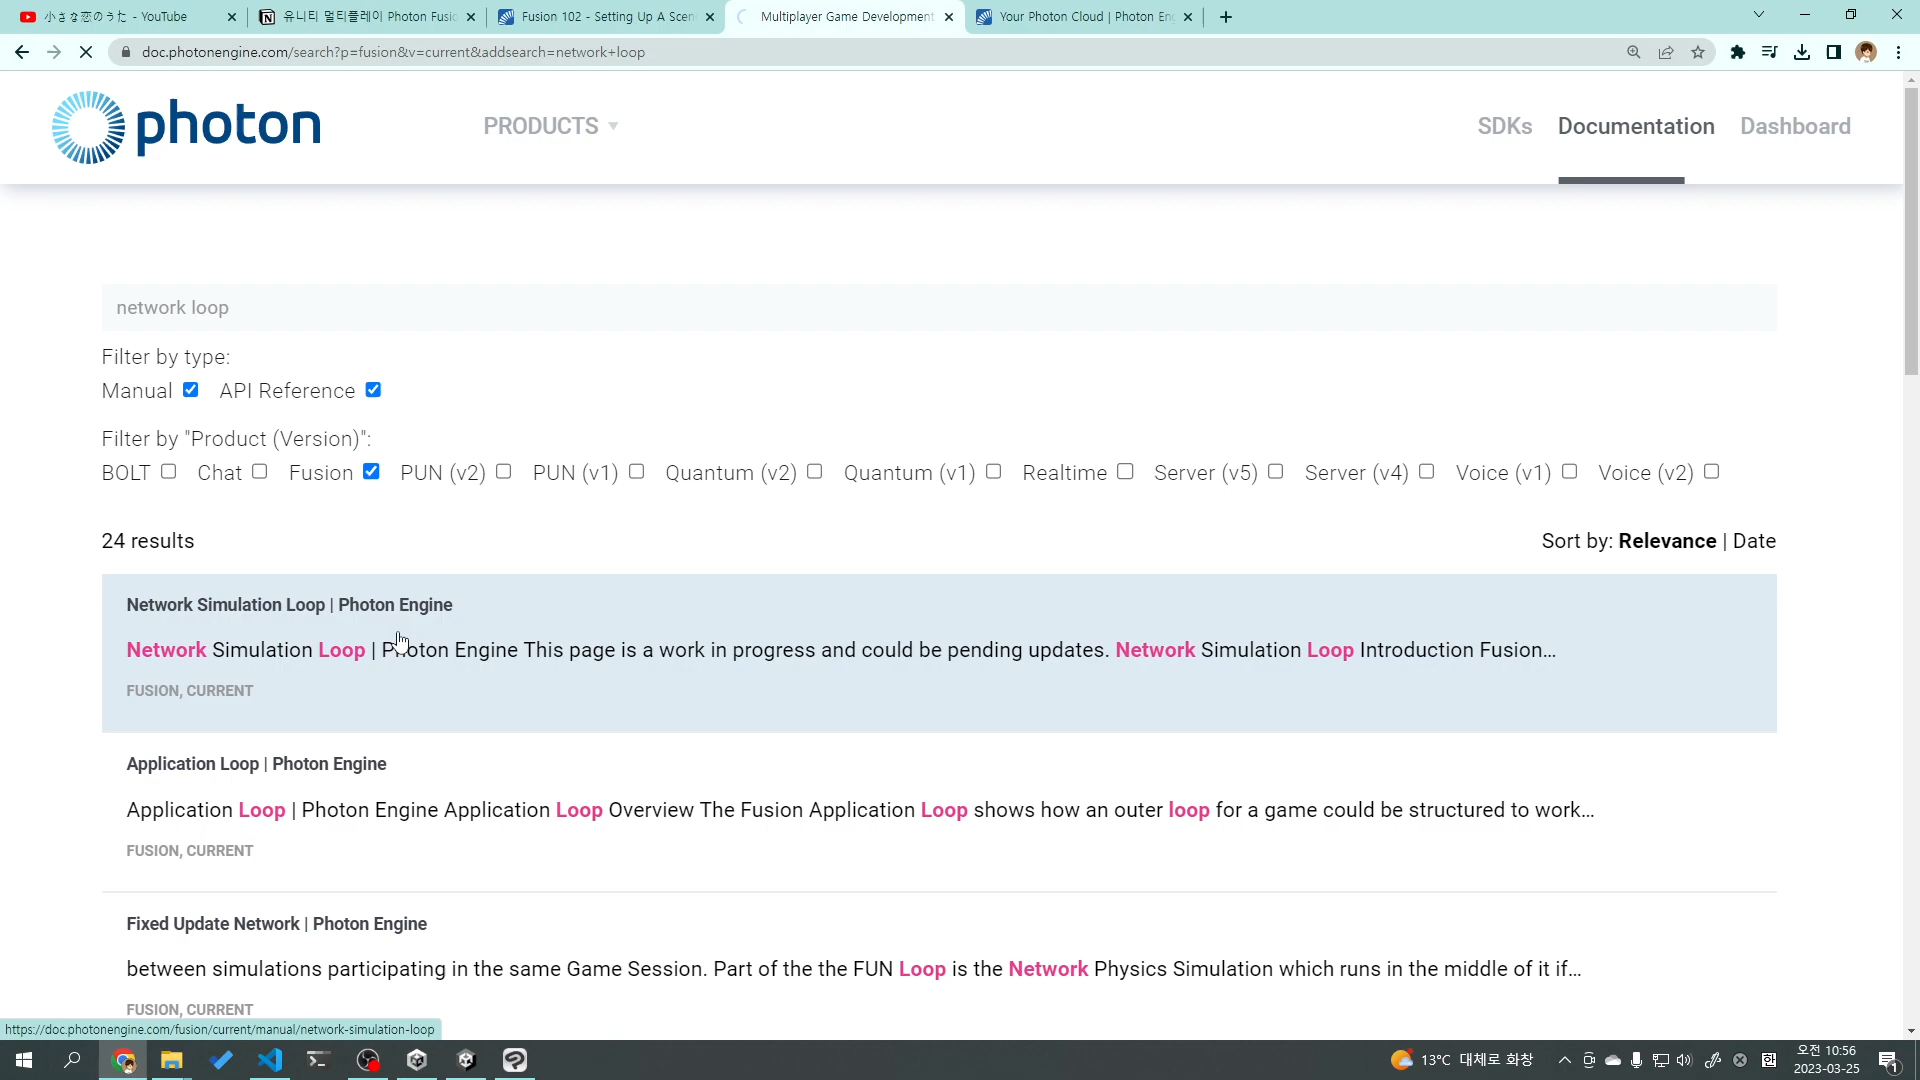 小さな恋のうた - YouTube
유니티 멀티플레이 Photon Fusio
Fusion 102 - Setting Up A Scen
Multiplayer Game Development
Your Photon Cloud | Photon En
doc.photonengine.com/search?p=fusion&v=current&addsearch=network+loop
photon
PRODUCTS
SDKs
Documentation
Dashboard
network loop
Filter by type:
Manual API Reference
Filter by "Product (Version)":
BOLT Chat Fusion PUN (v2) PUN (v1) Quantum (v2) Quantum (v1) Realtime Server (v5) Server (v4) Voice (v1) Voice (v2)
24 results
Sort by: Relevance | Date
Network Simulation Loop | Photon Engine
Network Simulation Loop | Photon Engine This page is a work in progress and could be pending updates. Network Simulation Loop Introduction Fusion...
FUSION, CURRENT
Application Loop | Photon Engine
Application Loop | Photon Engine Application Loop Overview The Fusion Application Loop shows how an outer loop for a game could be structured to work...
FUSION, CURRENT
Fixed Update Network | Photon Engine
between simulations participating in the same Game Session. Part of the the FUN Loop is the Network Physics Simulation which runs in the middle of it if...
FUSION, CURRENT
https://doc.photonengine.com/fusion/current/manual/network-simulation-loop
13°C 대체로 화창
한
오전 10:56
2023-03-25
1